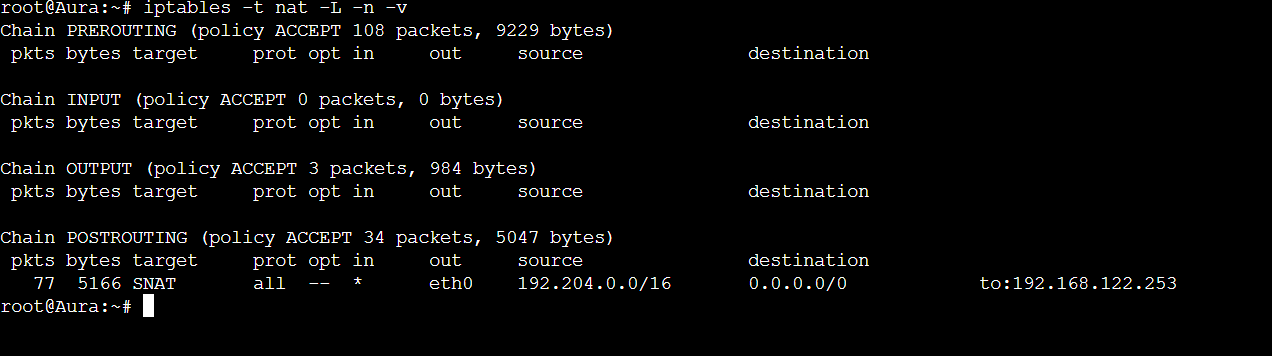 root@Aura:~# iptables -t nat -L -n -v
Chain PREROUTING (policy ACCEPT 108 packets, 9229 bytes)
 pkts bytes target     prot opt in     out     source               destination

Chain INPUT (policy ACCEPT 0 packets, 0 bytes)
 pkts bytes target     prot opt in     out     source               destination

Chain OUTPUT (policy ACCEPT 3 packets, 984 bytes)
 pkts bytes target     prot opt in     out     source               destination

Chain POSTROUTING (policy ACCEPT 34 packets, 5047 bytes)
 pkts bytes target     prot opt in     out     source               destination
   77  5166 SNAT       all  --  *      eth0    192.204.0.0/16       0.0.0.0/0            to:192.168.122.253
root@Aura:~#